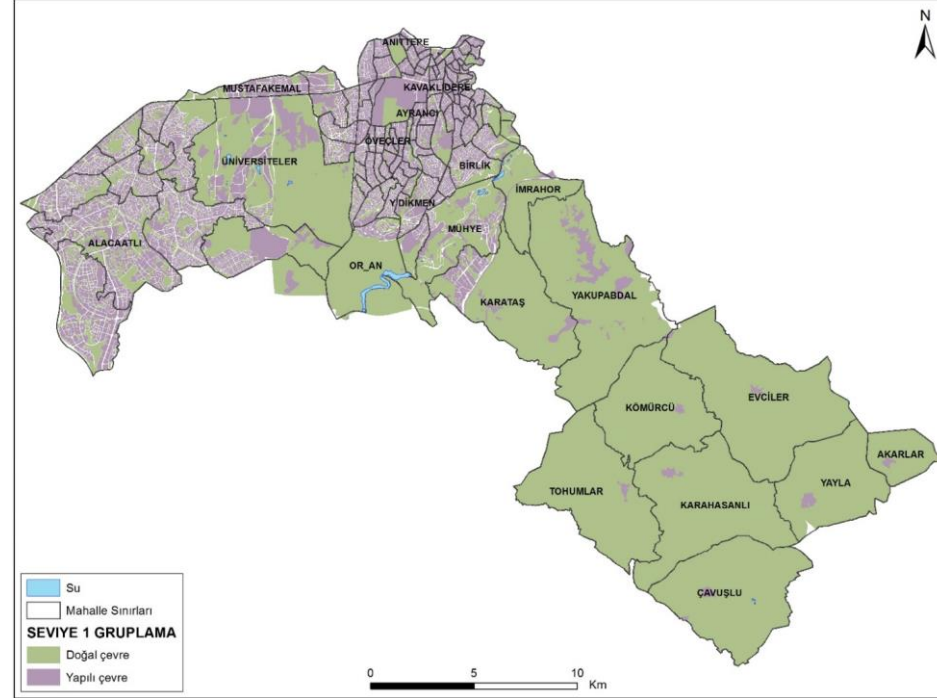 N
ANITTEPE
MUSTAFAKEMAL
KAVAKLIDERE
AYRANCI
ÖVEÇLER
ÜNİVERSİTELER
BİRLİK
İMRAHOR
Y.DİKMEN
MÜHYE
ALACAATLI
OR_AN
YAKUPABDAL
KARATAŞ
EVCİLER
KÖMÜRCÜ
AKARLAR
YAYLA
TOHUMLAR
KARAHASANLI
ÇAVUŞLU
Su
Mahalle Sınırları
SEVIYE 1 GRUPLAMA
Doğal çevre
Yapılı çevre
0 5 10
Km